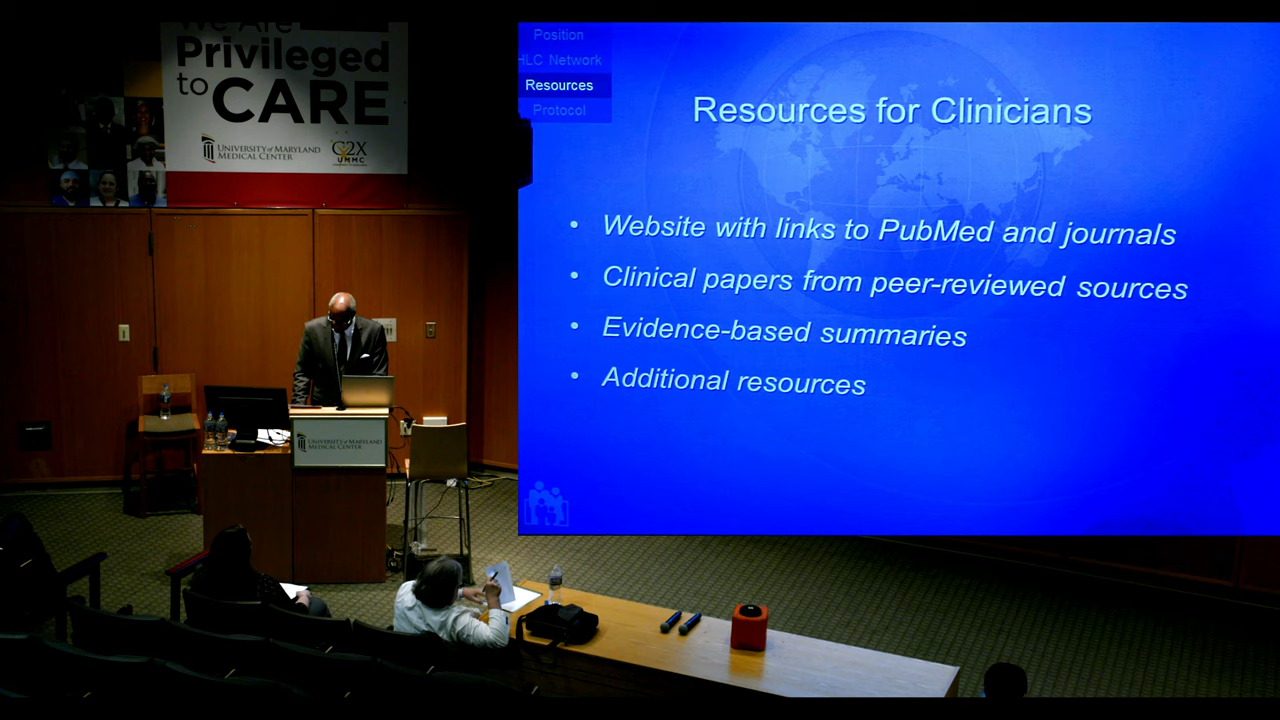 We Are
Privileged
to CARE
UNIVERSITY of MARYLAND
MEDICAL CENTER
C2X
UMMC
UNIVERSITY of MARYLAND
MEDICAL CENTER
Position
HLC Network
Resources
Protocol
Resources for Clinicians
• Website with links to PubMed and journals
• Clinical papers from peer-reviewed sources
• Evidence-based summaries
• Additional resources